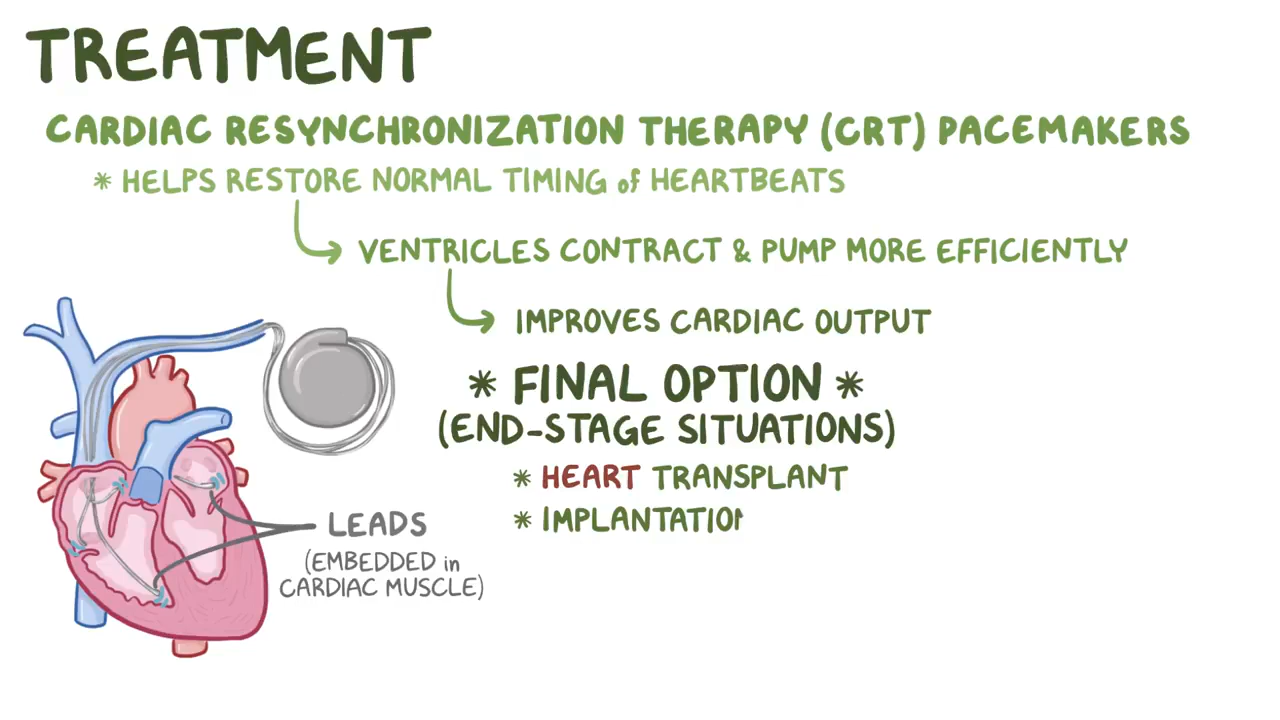 TREATMENT
CARDIAC RESYNCHRONIZATION THERAPY (CRT) PACEMAKERS
* HELPS RESTORE NORMAL TIMING of HEARTBEATS
VENTRICLES CONTRACT & PUMP MORE EFFICIENTLY
IMPROVES CARDIAC OUTPUT
* FINAL OPTION *
(END-STAGE SITUATIONS)
* HEART TRANSPLANT
* IMPLANTATION
LEADS
(EMBEDDED in
CARDIAC MUSCLE)